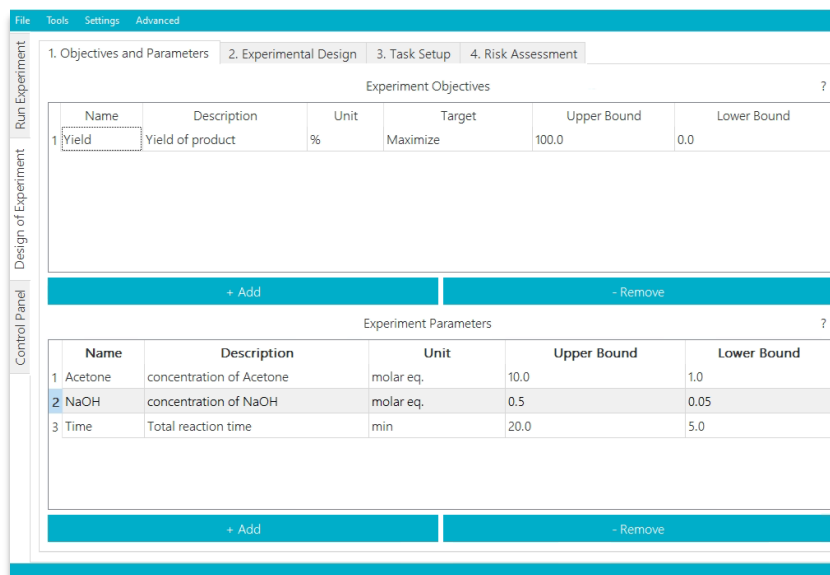 File Tools Settings Advanced
Run Experiment
Design of Experiment
Control Panel
1. Objectives and Parameters 2. Experimental Design 3. Task Setup 4. Risk Assessment
Experiment Objectives ?
Name Description Unit Target Upper Bound Lower Bound
1 Yield Yield of product % Maximize 100.0 0.0
+ Add - Remove
Experiment Parameters ?
Name Description Unit Upper Bound Lower Bound
1 Acetone concentration of Acetone molar eq. 10.0 1.0
2 NaOH concentration of NaOH molar eq. 0.5 0.05
3 Time Total reaction time min 20.0 5.0
+ Add - Remove